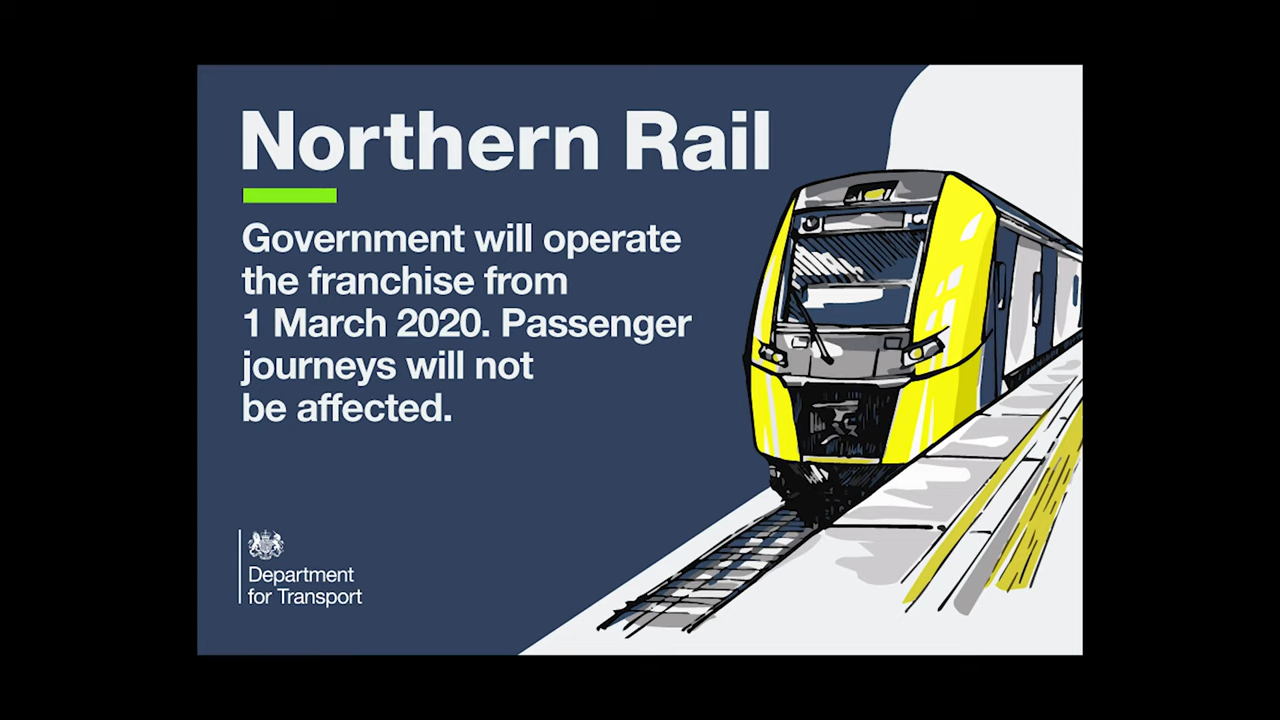 Northern Rail
Government will operate
the franchise from
1 March 2020. Passenger
journeys will not
be affected.
Department
for Transport